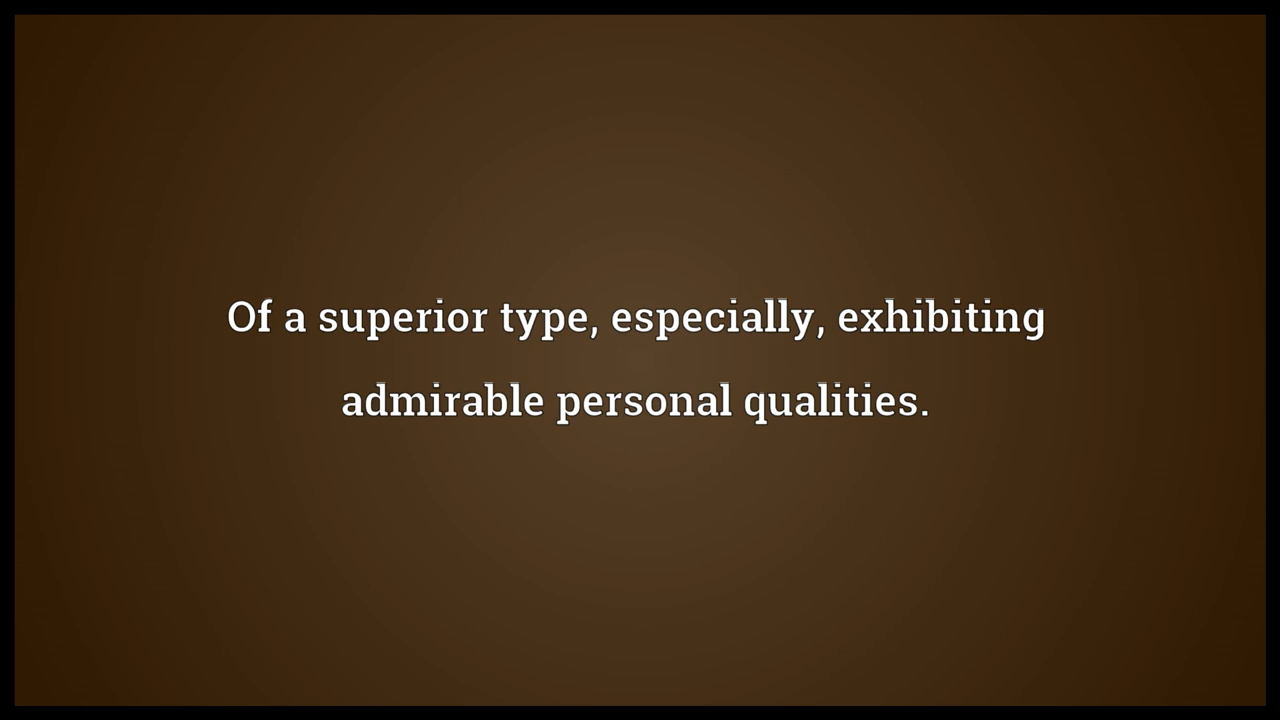 Of a superior type, especially, exhibiting
admirable personal qualities.